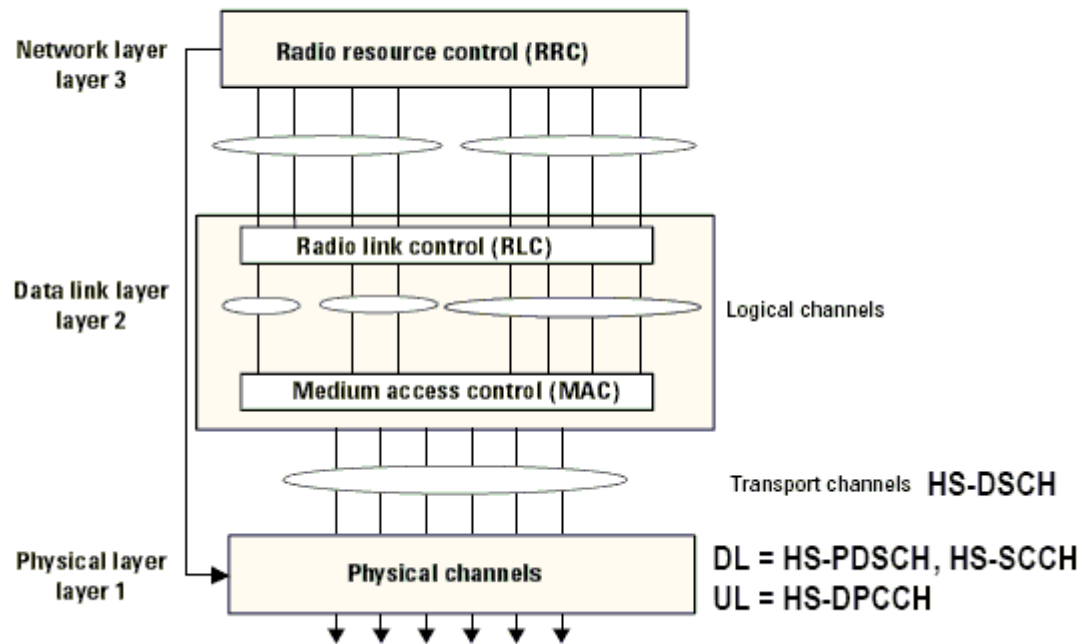 Network layer
layer 3
Radio resource control (RRC)
Radio link control (RLC)
Data link layer
layer 2
Logical channels
Medium access control (MAC)
Transport channels HS-DSCH
Physical layer
layer 1
Physical channels
DL = HS-PDSCH, HS-SCCH
UL = HS-DPCCH